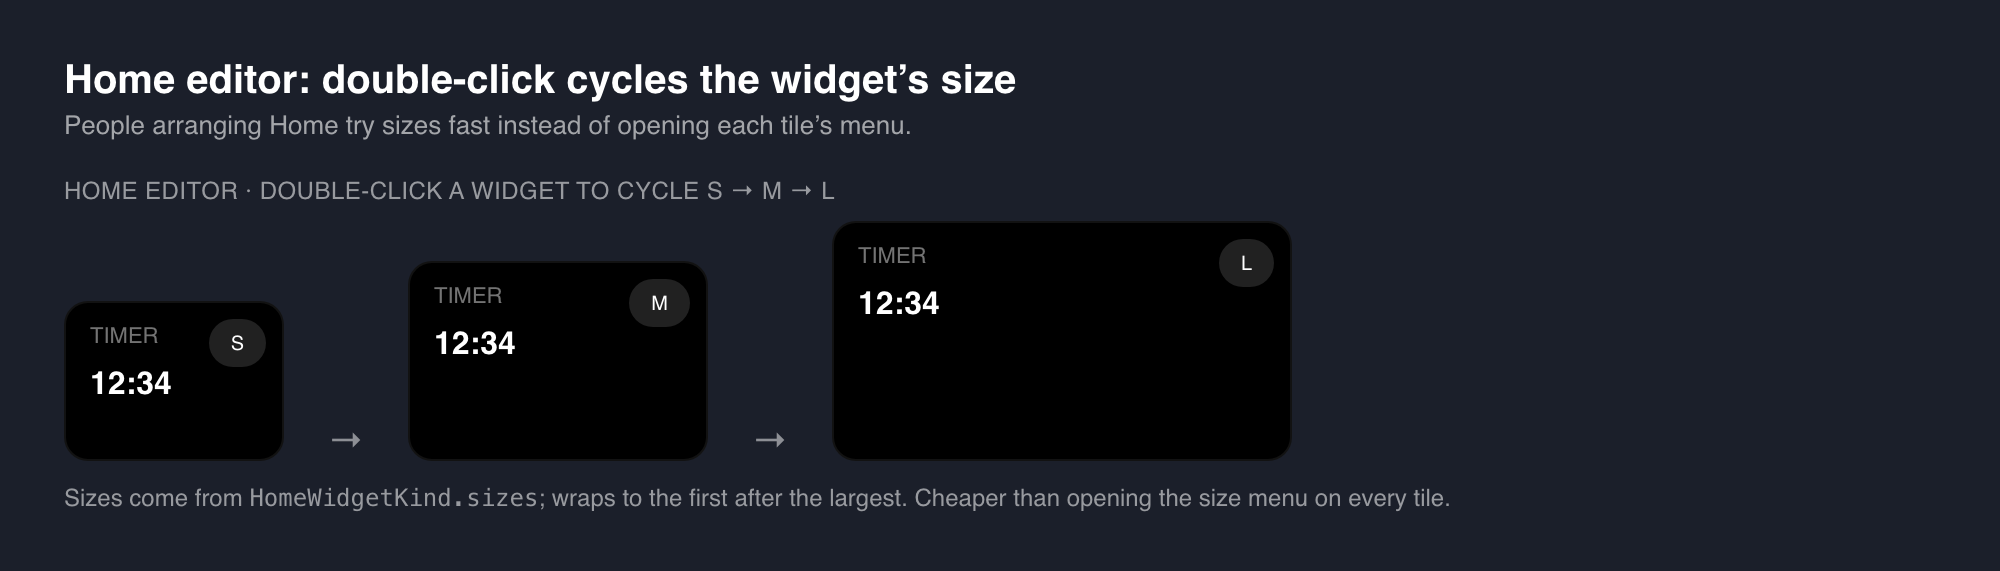 Home editor: double-click cycles the widget’s size
People arranging Home try sizes fast instead of opening each tile’s menu.
HOME EDITOR · DOUBLE-CLICK A WIDGET TO CYCLE S → M → L
TIMER
S
12:34
→
TIMER
M
12:34
→
TIMER
L
12:34
Sizes come from HomeWidgetKind.sizes; wraps to the first after the largest. Cheaper than opening the size menu on every tile.